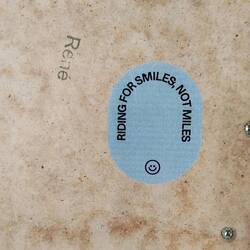 René
RIDING FOR SMILES, NOT MILES